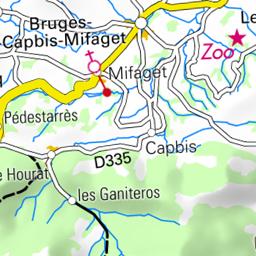 Bruges-
Capbis-Mifaget
Le
Zoo
Mifaget
Pédestarrès
Capbis
D335
e Hourat
les Ganiteros